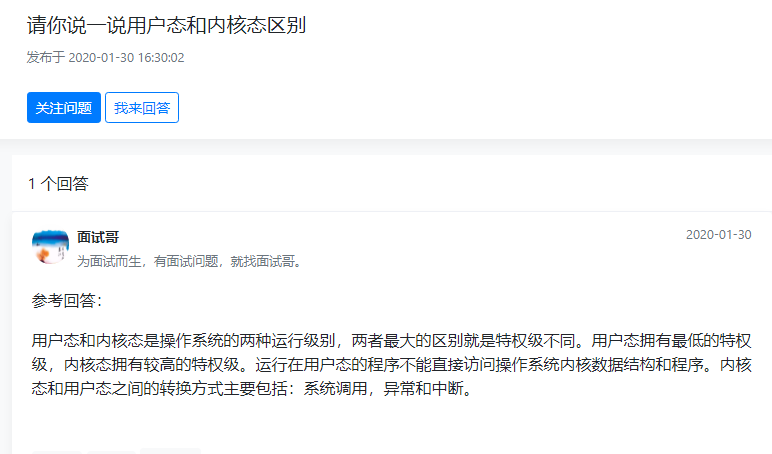 请你说一说用户态和内核态区别
发布于 2020-01-30 16:30:02
关注问题 我来回答
1 个回答
面试哥 2020-01-30
为面试而生，有面试问题，就找面试哥。
参考回答：
用户态和内核态是操作系统的两种运行级别，两者最大的区别就是特权级不同。用户态拥有最低的特权
级，内核态拥有较高的特权级。运行在用户态的程序不能直接访问操作系统内核数据结构和程序。内核
态和用户态之间的转换方式主要包括：系统调用，异常和中断。